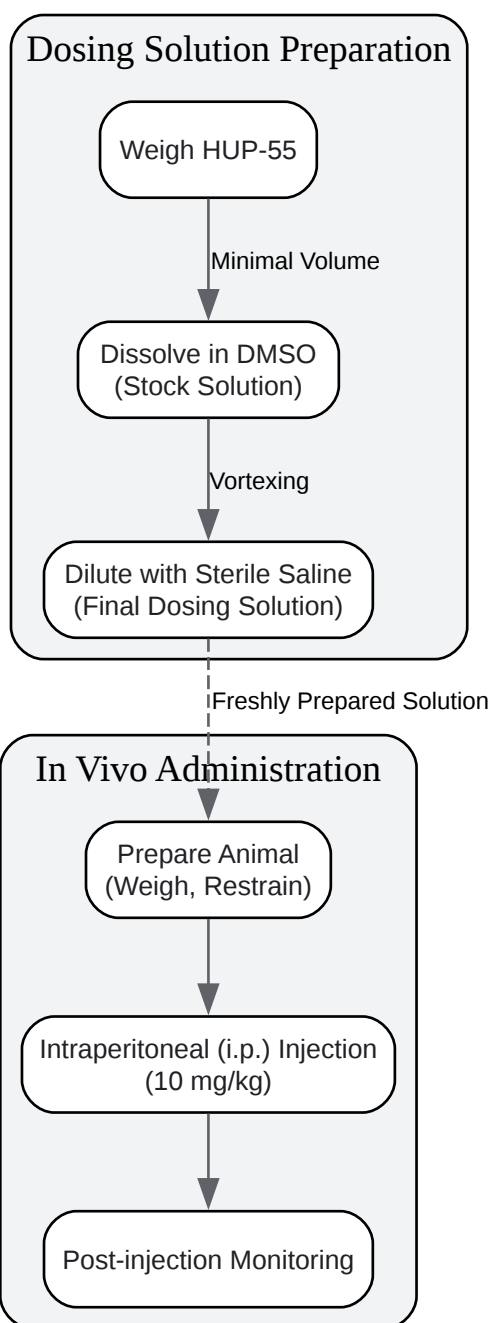 Dosing Solution Preparation
Weigh HUP-55
Minimal Volume
Dissolve in DMSO
(Stock Solution)
Vortexing
Dilute with Sterile Saline
(Final Dosing Solution)
Freshly Prepared Solution
In Vivo Administration
Prepare Animal
(Weigh, Restrain)
Intraperitoneal (i.p.) Injection
(10 mg/kg)
Post-injection Monitoring